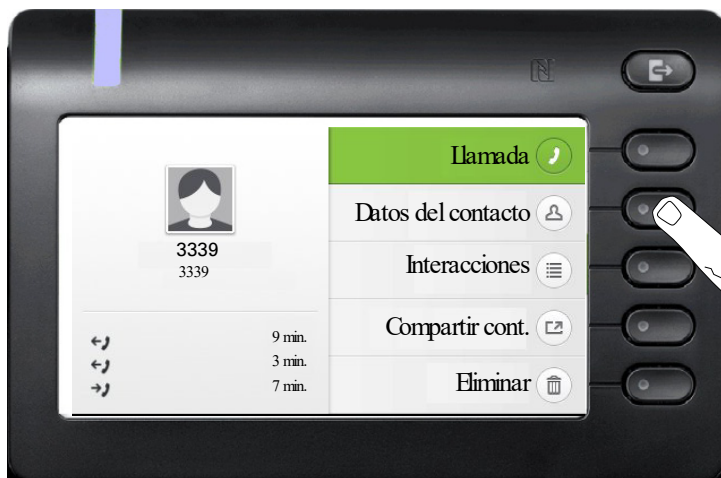 Llamada
Datos del contacto
3339
3339
Interacciones
Compartir cont.
9 min.
3 min.
7 min.
Eliminar